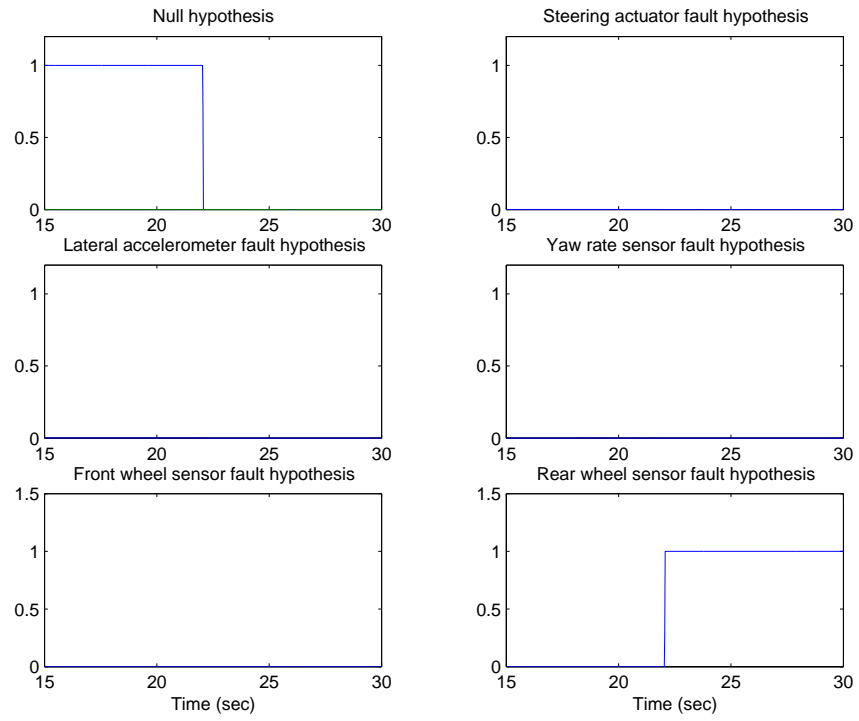 Null hypothesis
1
0.5
0
15 20 25 30
Steering actuator fault hypothesis
1
0.5
0
15 20 25 30
Lateral accelerometer fault hypothesis
1
0.5
0
15 20 25 30
Yaw rate sensor fault hypothesis
1
0.5
0
15 20 25 30
Front wheel sensor fault hypothesis
1.5
1
0.5
0
15 20 25 30
Time (sec)
Rear wheel sensor fault hypothesis
1.5
1
0.5
0
15 20 25 30
Time (sec)